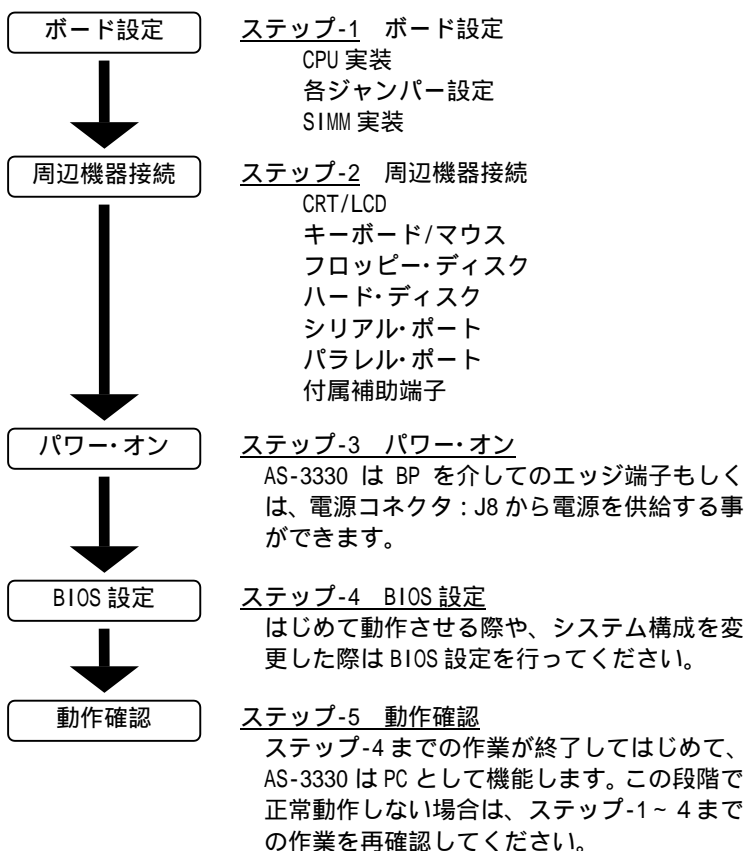 ボード設定
ステップ-1 ボード設定
CPU 実装
各ジャンパー設定
SIMM 実装
周辺機器接続
ステップ-2 周辺機器接続
CRT/LCD
キーボード/マウス
フロッピー・ディスク
ハード・ディスク
シリアル・ポート
パラレル・ポート
付属補助端子
パワー・オン
ステップ-3 パワー・オン
AS-3330 は BP を介してのエッジ端子もしく
は、電源コネクタ：J8 から電源を供給する事
ができます。
BIOS 設定
ステップ-4 BIOS 設定
はじめて動作させる際や、システム構成を変
更した際は BIOS 設定を行ってください。
動作確認
ステップ-5 動作確認
ステップ-4 までの作業が終了してはじめて、
AS-3330 は PC として機能します。この段階で
正常動作しない場合は、ステップ-1～４まで
の作業を再確認してください。